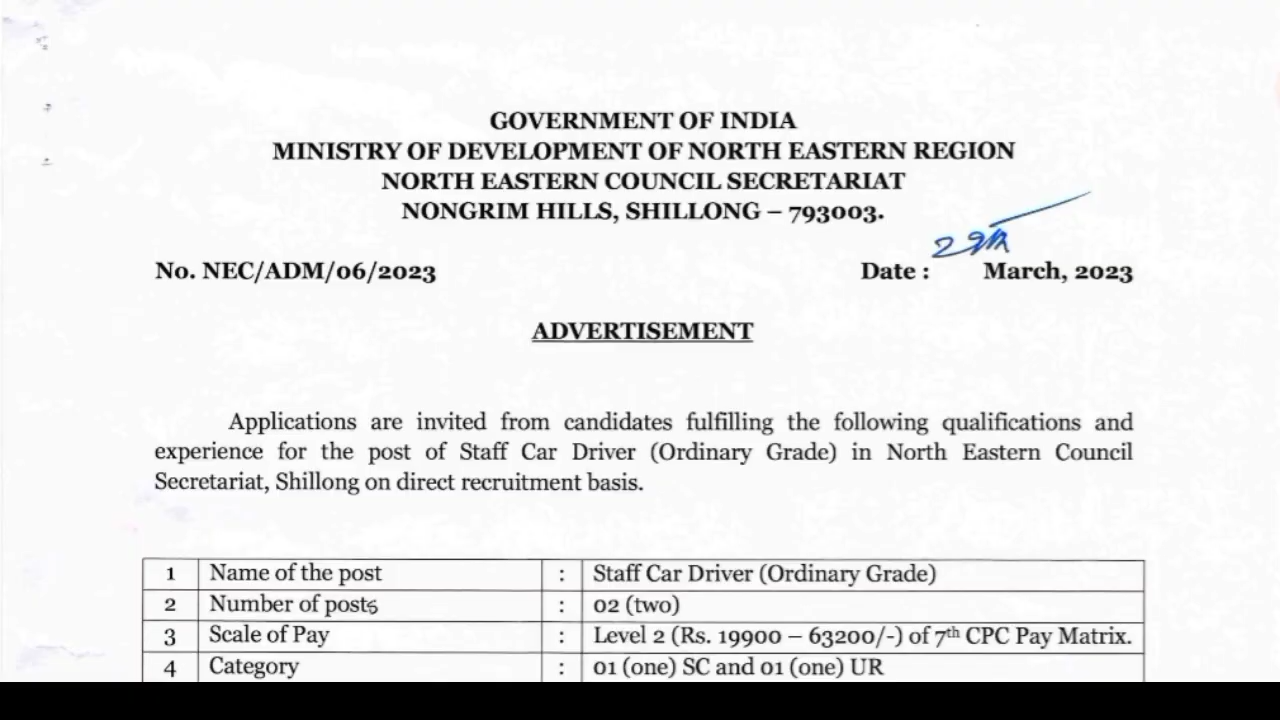 GOVERNMENT OF INDIA
MINISTRY OF DEVELOPMENT OF NORTH EASTERN REGION
NORTH EASTERN COUNCIL SECRETARIAT
NONGRIM HILLS, SHILLONG – 793003.
29th
No. NEC/ADM/06/2023 Date : March, 2023
ADVERTISEMENT
Applications are invited from candidates fulfilling the following qualifications and
experience for the post of Staff Car Driver (Ordinary Grade) in North Eastern Council
Secretariat, Shillong on direct recruitment basis.
1 Name of the post : Staff Car Driver (Ordinary Grade)
2 Number of posts : 02 (two)
3 Scale of Pay : Level 2 (Rs. 19900 – 63200/-) of 7th CPC Pay Matrix.
4 Category : 01 (one) SC and 01 (one) UR